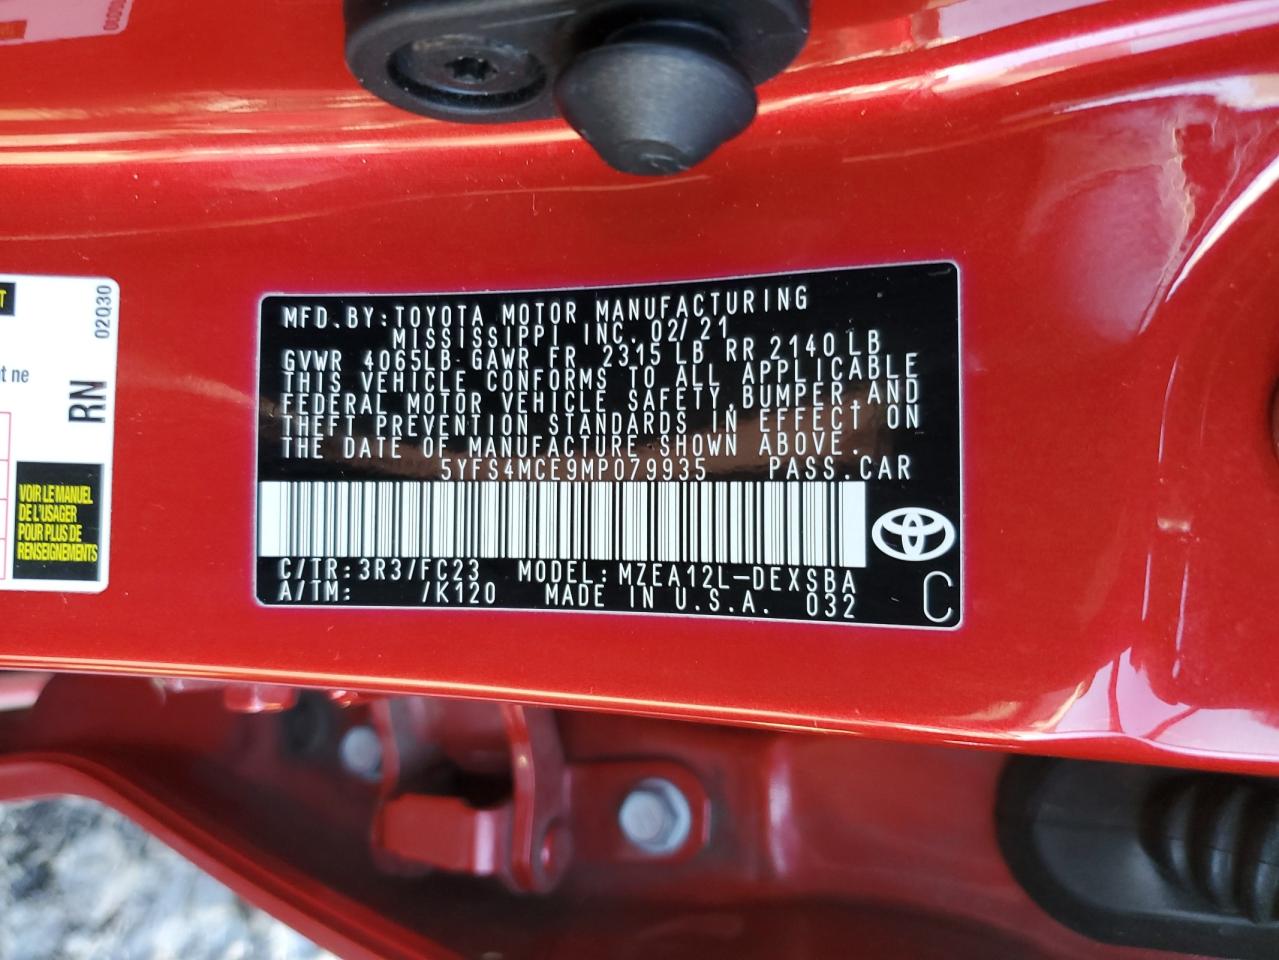 MFD.BY:TOYOTA MOTOR MANUFACTURING
MISSISSIPPI INC. 02/21
GVWR 4065LB GAWR FR 2315 LB RR 2140 LB
THIS VEHICLE CONFORMS TO ALL APPLICABLE
FEDERAL MOTOR VEHICLE SAFETY,BUMPER,AND
THEFT PREVENTION STANDARDS IN EFFECT ON
THE DATE OF MANUFACTURE SHOWN ABOVE.
5YFS4MCE9MP079935 PASS.CAR
C/TR:3R3/FC23 MODEL:MZEA12L-DEXSBA
A/TM: /K120 MADE IN U.S.A. 032
C
02Q30
RN
t ne
VOIR LE MANUEL
DE L'USAGER
POUR PLUS DE
RENSEIGNEMENTS